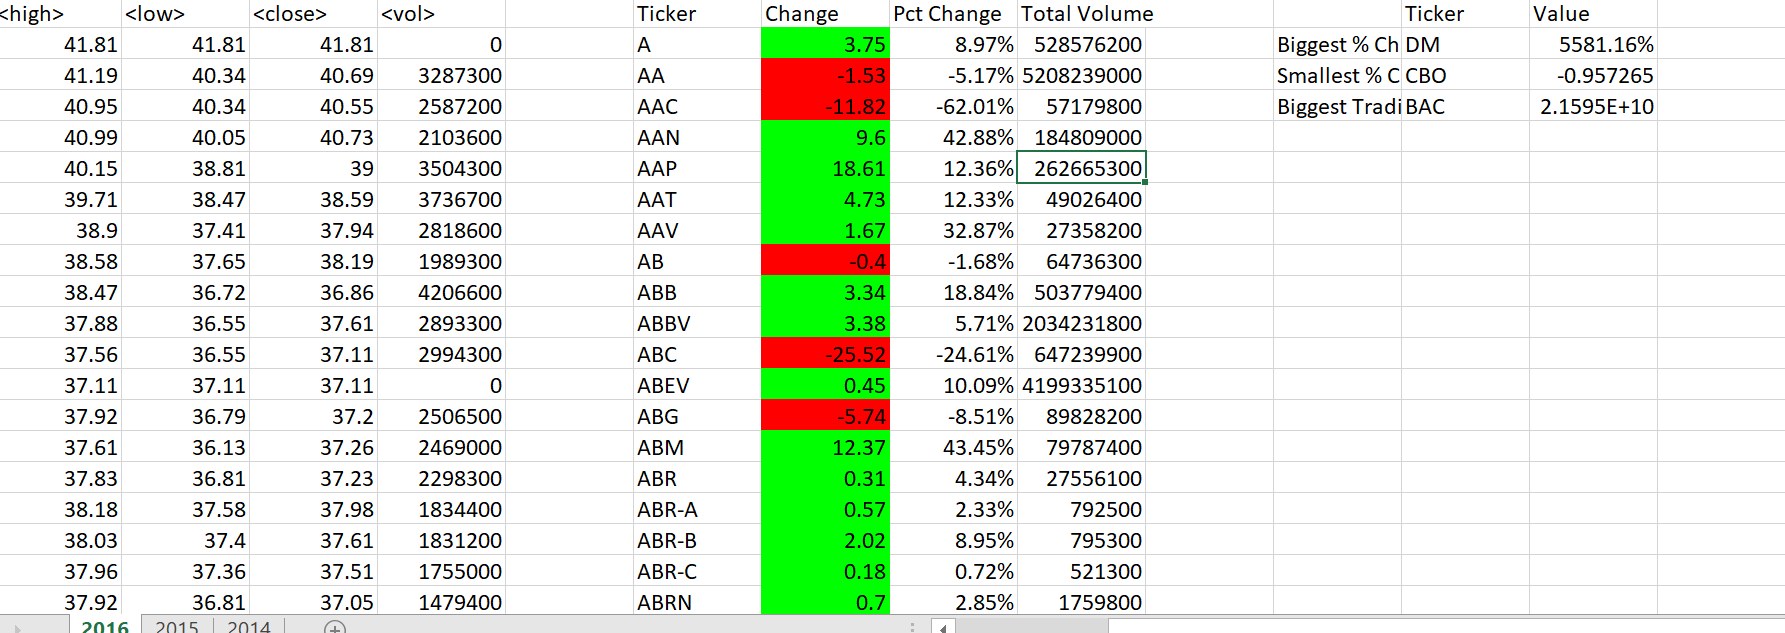 <high> <low> <close> <vol> Ticker Change Pct Change Total Volume Ticker Value
41.81 41.81 41.81 0 A 3.75 8.97% 528576200 Biggest % Ch DM 5581.16%
41.19 40.34 40.69 3287300 AA -1.53 -5.17% 5208239000 Smallest % C CBO -0.957265
40.95 40.34 40.55 2587200 AAC -11.82 -62.01% 57179800 Biggest Tradi BAC 2.1595E+10
40.99 40.05 40.73 2103600 AAN 9.6 42.88% 184809000
40.15 38.81 39 3504300 AAP 18.61 12.36% 262665300
39.71 38.47 38.59 3736700 AAT 4.73 12.33% 49026400
38.9 37.41 37.94 2818600 AAV 1.67 32.87% 27358200
38.58 37.65 38.19 1989300 AB -0.4 -1.68% 64736300
38.47 36.72 36.86 4206600 ABB 3.34 18.84% 503779400
37.88 36.55 37.61 2893300 ABBV 3.38 5.71% 2034231800
37.56 36.55 37.11 2994300 ABC -25.52 -24.61% 647239900
37.11 37.11 37.11 0 ABEV 0.45 10.09% 4199335100
37.92 36.79 37.2 2506500 ABG -5.74 -8.51% 89828200
37.61 36.13 37.26 2469000 ABM 12.37 43.45% 79787400
37.83 36.81 37.23 2298300 ABR 0.31 4.34% 27556100
38.18 37.58 37.98 1834400 ABR-A 0.57 2.33% 792500
38.03 37.4 37.61 1831200 ABR-B 2.02 8.95% 795300
37.96 37.36 37.51 1755000 ABR-C 0.18 0.72% 521300
37.92 36.81 37.05 1479400 ABRN 0.7 2.85% 1759800
2016 2015 2014